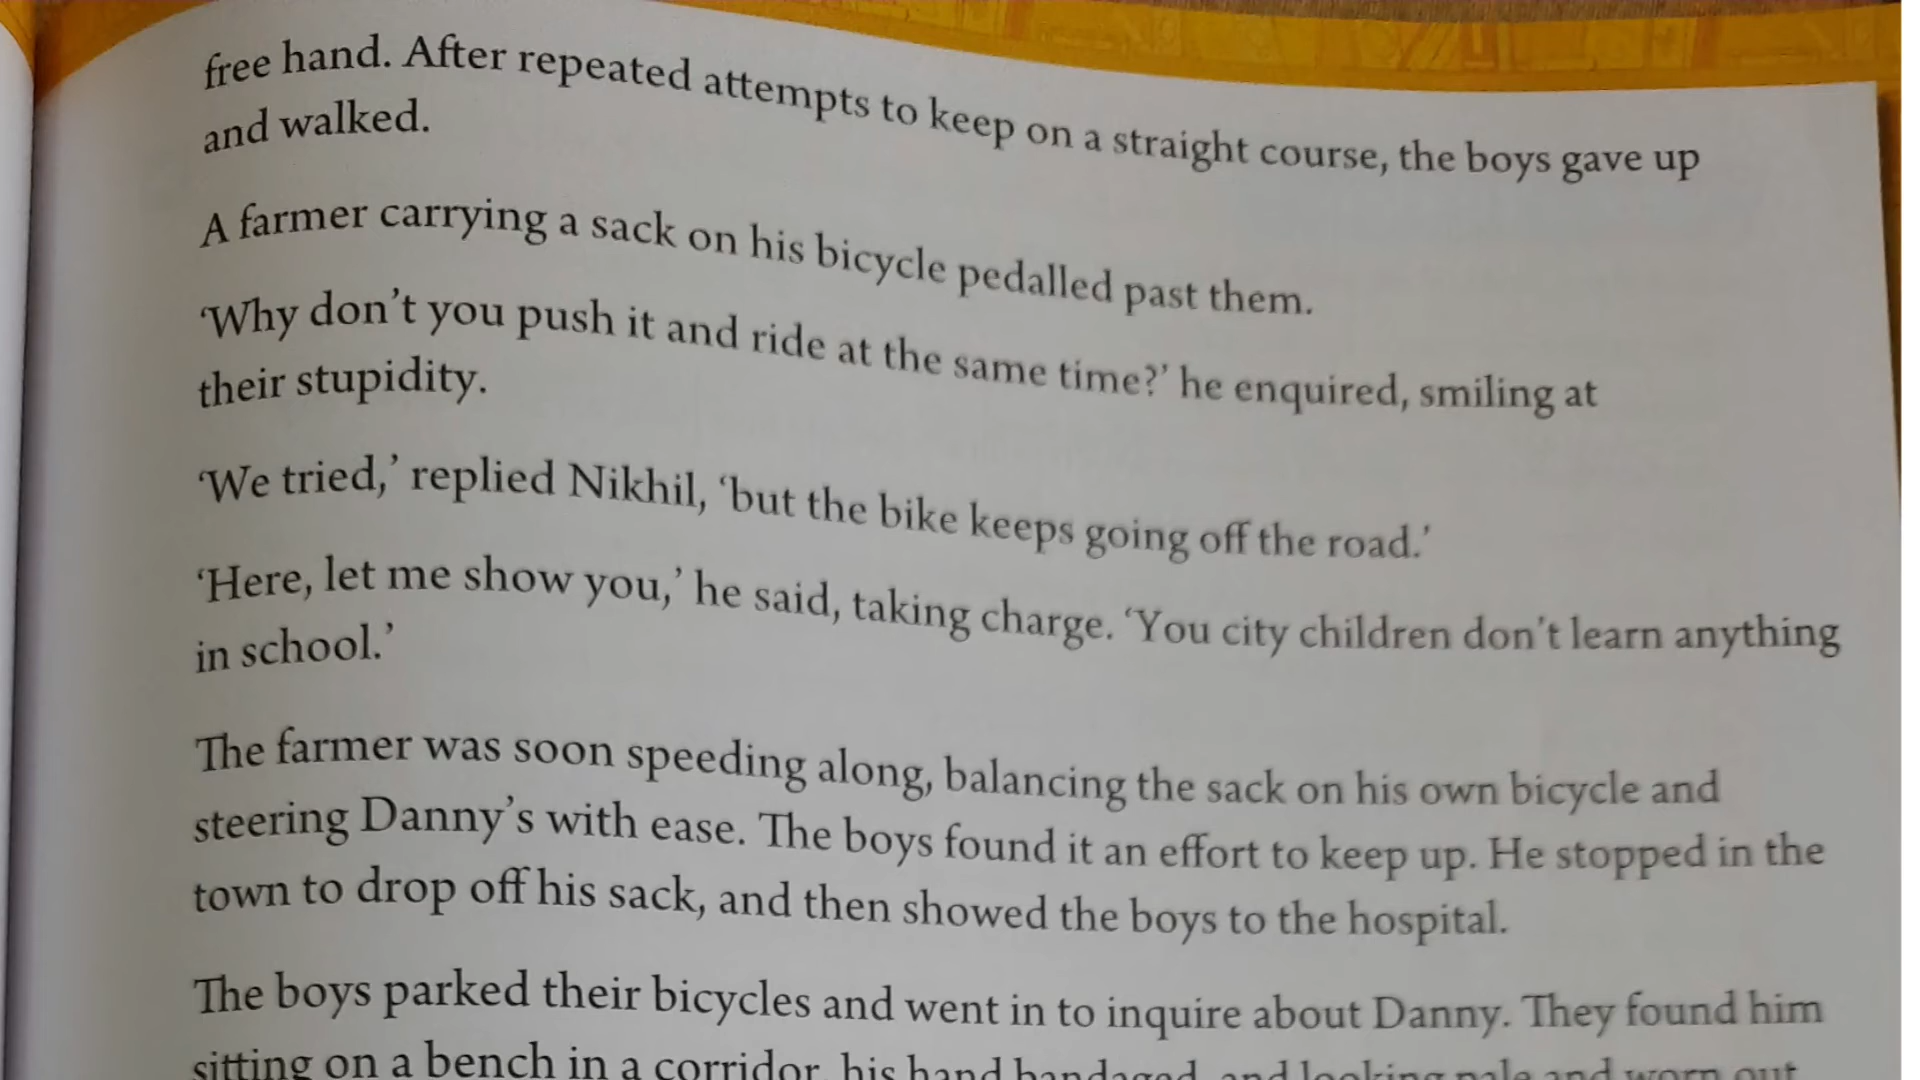 free hand. After repeated attempts to keep on a straight course, the boys gave up
and walked.
A farmer carrying a sack on his bicycle pedalled past them.
‘Why don’t you push it and ride at the same time?’ he enquired, smiling at
their stupidity.
‘We tried,’ replied Nikhil, ‘but the bike keeps going off the road.’
‘Here, let me show you,’ he said, taking charge. ‘You city children don’t learn anything
in school.’
The farmer was soon speeding along, balancing the sack on his own bicycle and
steering Danny’s with ease. The boys found it an effort to keep up. He stopped in the
town to drop off his sack, and then showed the boys to the hospital.
The boys parked their bicycles and went in to inquire about Danny. They found him
sitting on a bench in a corridor, his hand bandaged, and looking pale and worn out